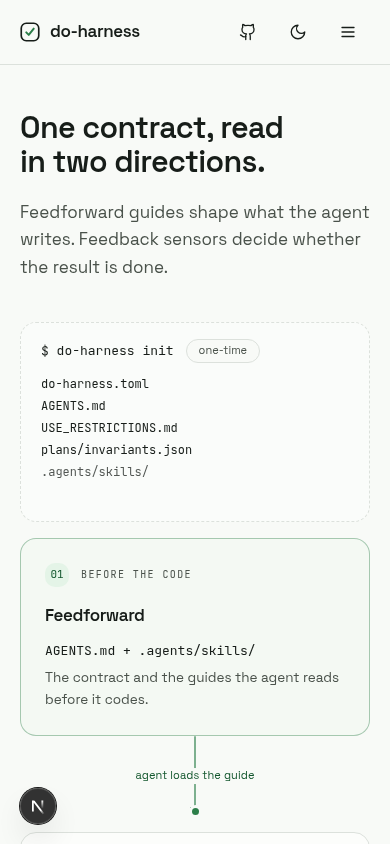 do-harness
One contract, read
in two directions.
Feedforward guides shape what the agent
writes. Feedback sensors decide whether
the result is done.
$ do-harness init one-time
do-harness.toml
AGENTS.md
USE_RESTRICTIONS.md
plans/invariants.json
.agents/skills/
01 BEFORE THE CODE
Feedforward
AGENTS.md + .agents/skills/
The contract and the guides the agent reads
before it codes.
agent loads the guide
N